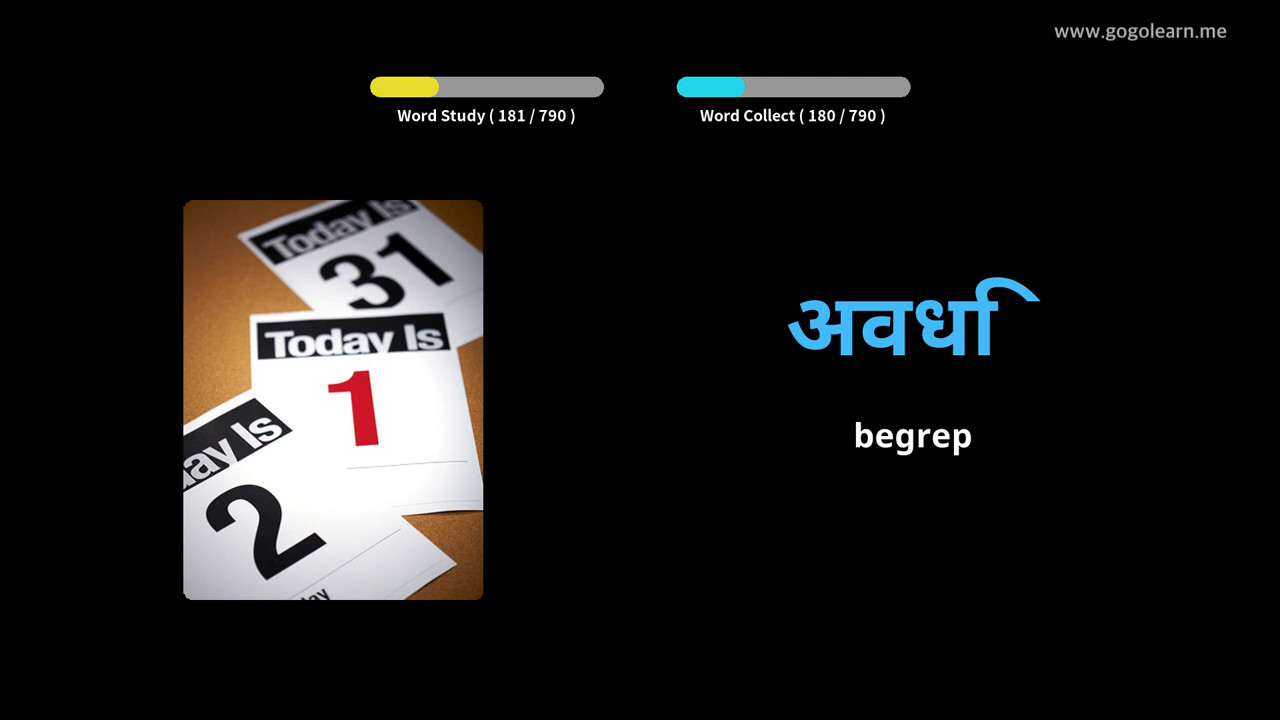 www.gogolearn.me
Word Study ( 181 / 790 )
Word Collect ( 180 / 790 )
Today Is
31
Today Is
1
ay Is
2
अवधि
begrep